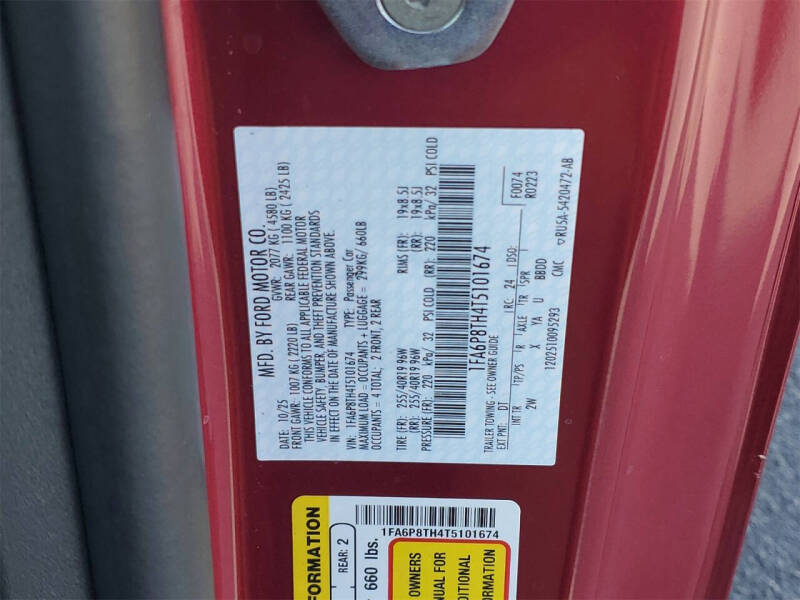 MFD. BY FORD MOTOR CO.
DATE: 10/25 GVWR: 2077 KG ( 4580 LB)
FRONT GAWR: 1007 KG ( 2220 LB) REAR GAWR: 1100 KG ( 2425 LB)
THIS VEHICLE CONFORMS TO ALL APPLICABLE FEDERAL MOTOR
VEHICLE SAFETY, BUMPER, AND THEFT PREVENTION STANDARDS
IN EFFECT ON THE DATE OF MANUFACTURE SHOWN ABOVE.
VIN: 1FA6P8TH4T5101674 TYPE: Passenger Car
MAXIMUM LOAD = OCCUPANTS + LUGGAGE = 299KG/ 660LB
OCCUPANTS = 4 TOTAL: 2 FRONT, 2 REAR
TIRE (FR): 255/40R19 96W RIMS (FR): 19x8.5J
(RR): 255/40R19 96W (RR): 19x8.5J
PRESSURE (FR): 220 kPa/ 32 PSI COLD (RR): 220 kPa/ 32 PSI COLD
1FA6P8TH4T5101674
TRAILER TOWING - SEE OWNER GUIDE F0074
EXT PNT: DT RC: 24 DSO: R0223
INT TR TP/PS R AXLE TR SPR
2W X YA U BBDD
1202510095293 CMC ▽RU5A-5420472-AB
1FA6P8TH4T5101674
FORMATION
REAR: 2
660 lbs.
OWNERS
NUAL FOR
DITIONAL
ORMATION